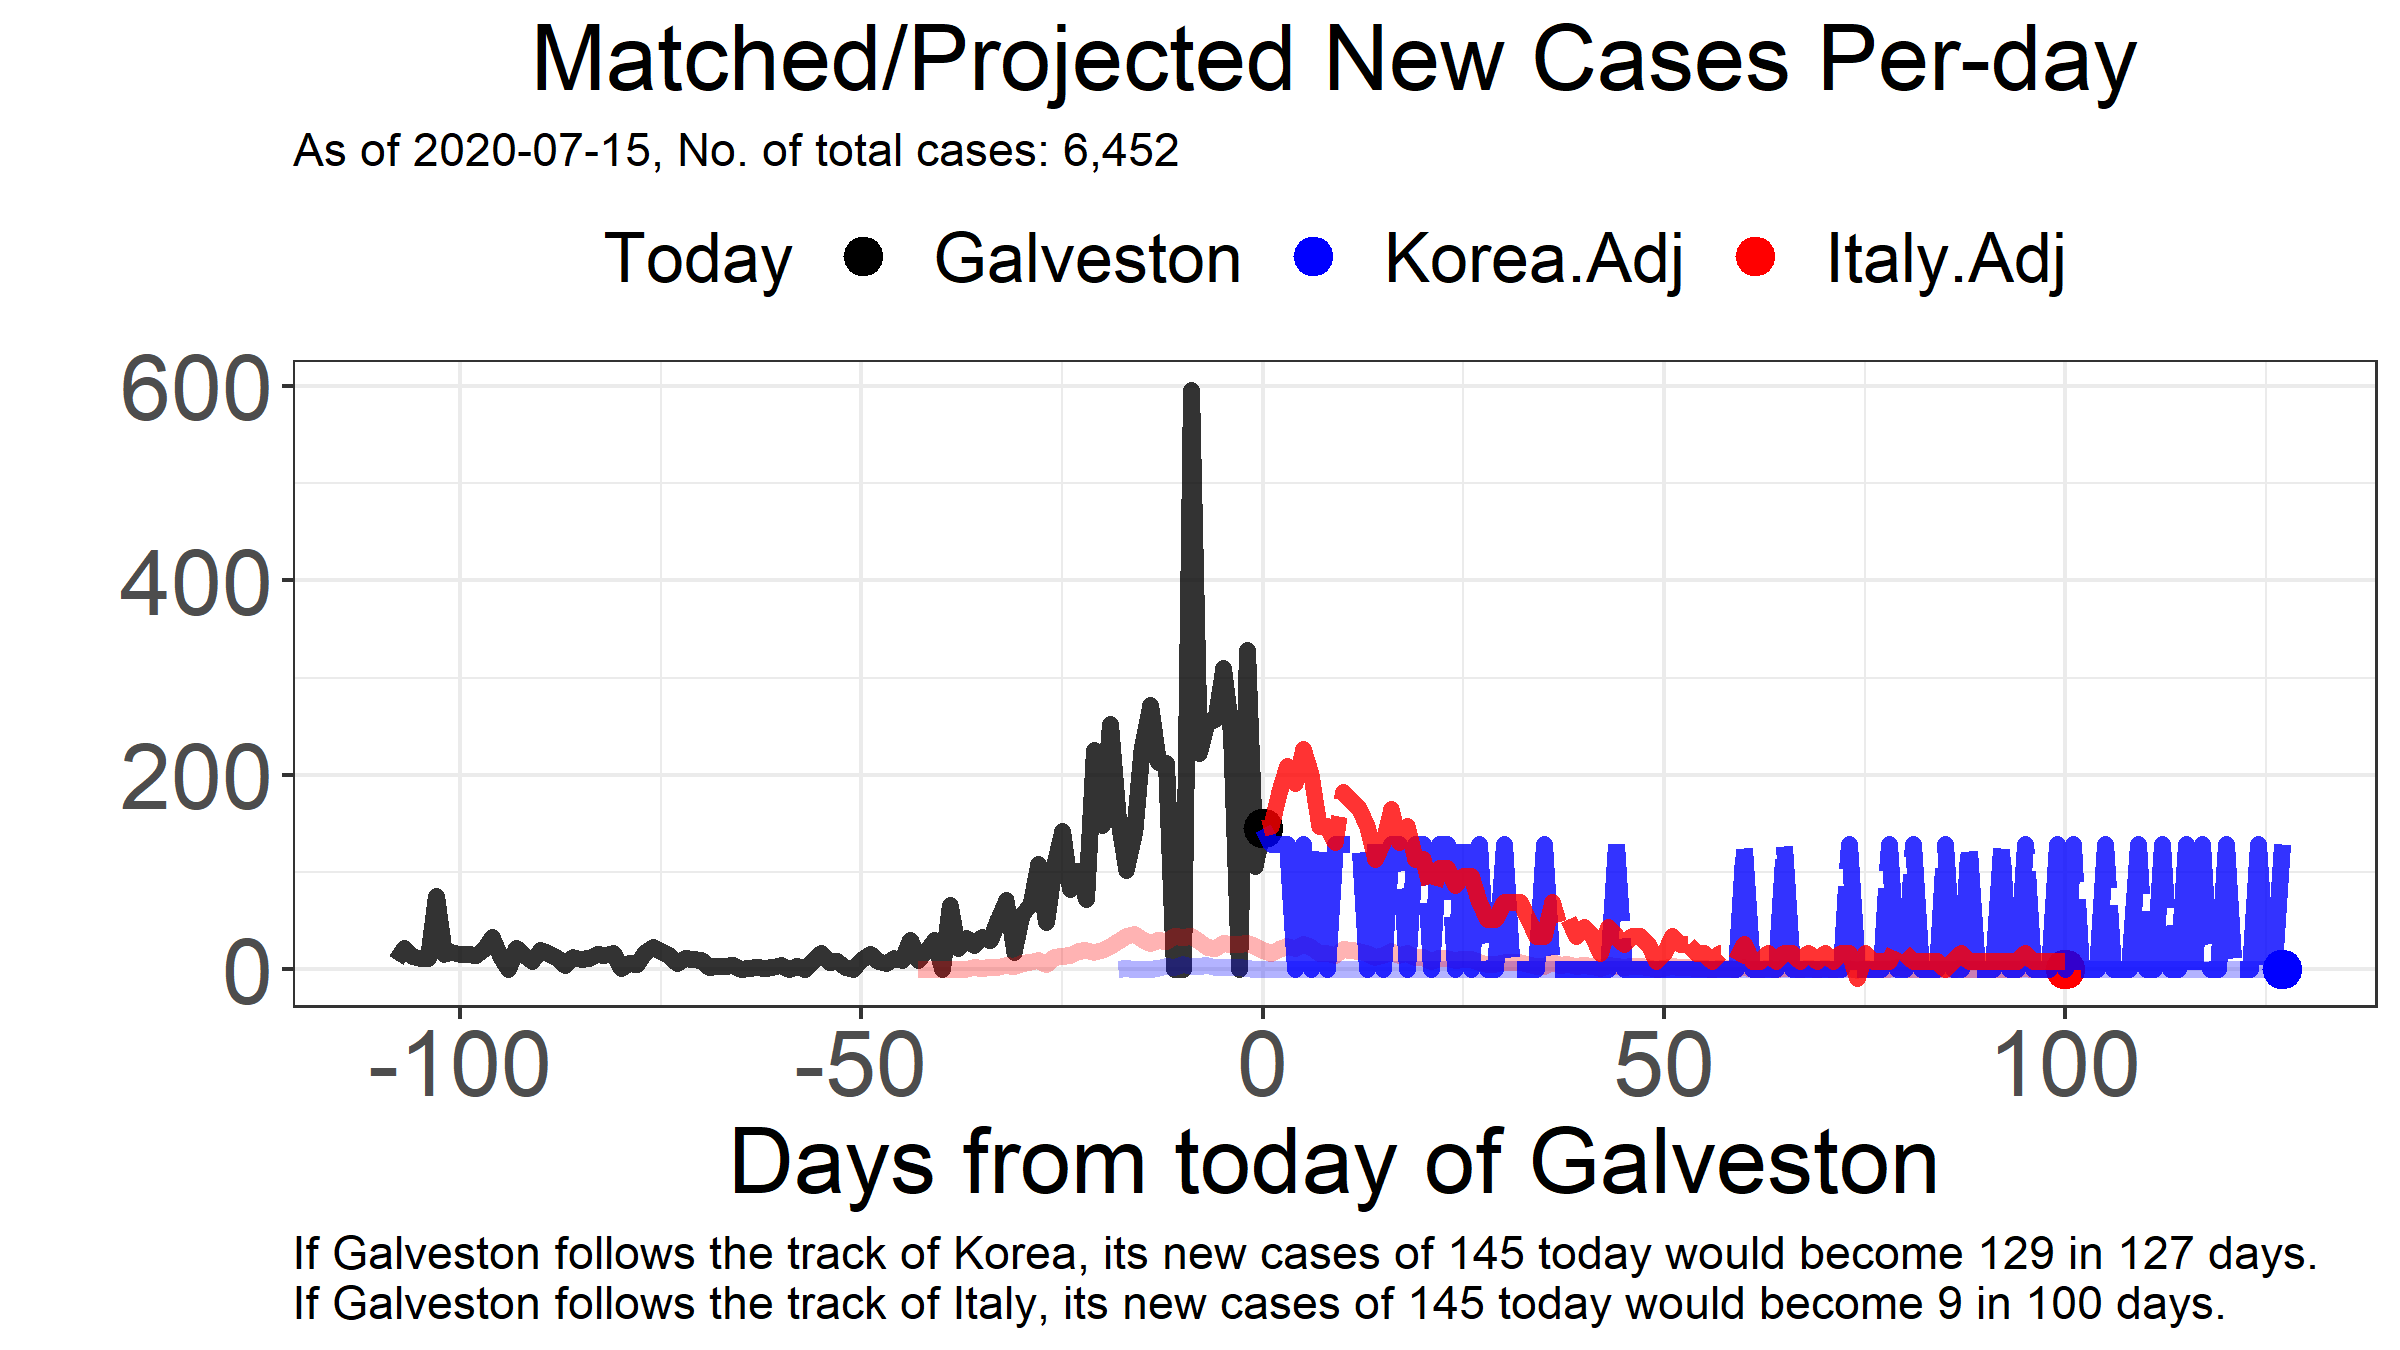 Matched/Projected New Cases Per-day
As of 2020-07-15, No. of total cases: 6,452
Today Galveston Korea.Adj Italy.Adj
600
400
200
0
-100 -50 0 50 100
Days from today of Galveston
If Galveston follows the track of Korea, its new cases of 145 today would become 129 in 127 days.
If Galveston follows the track of Italy, its new cases of 145 today would become 9 in 100 days.